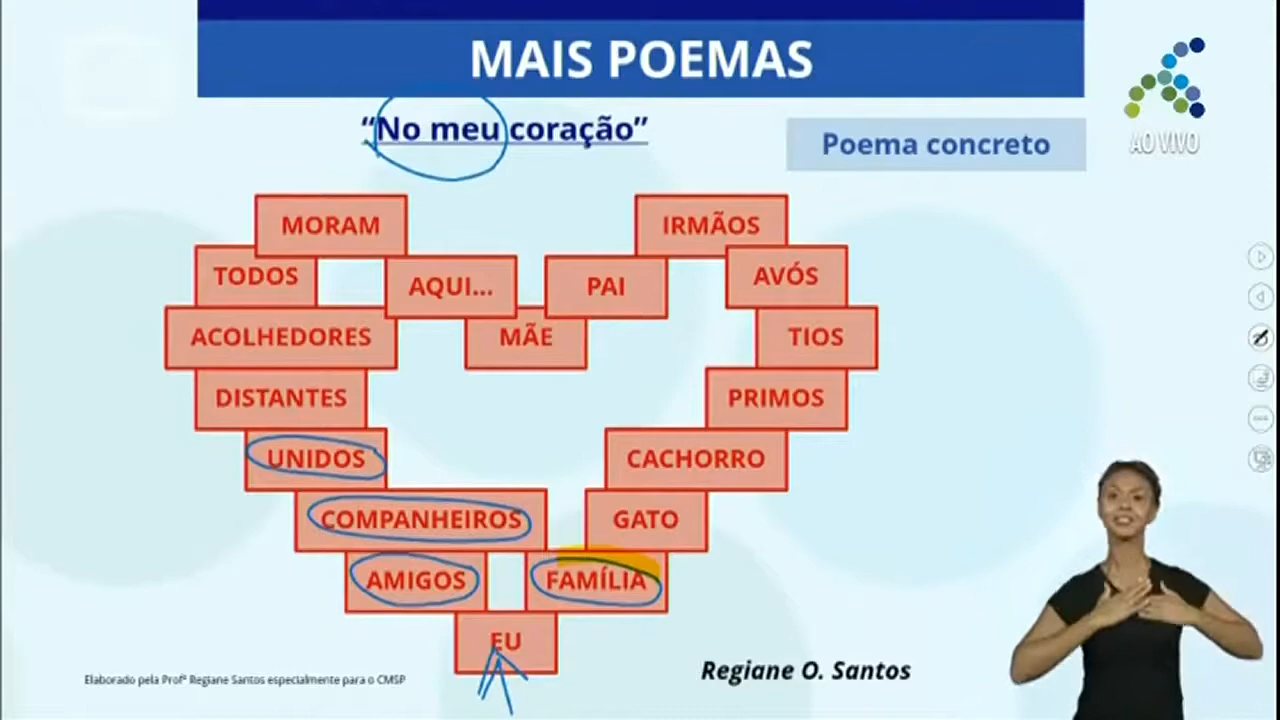 MAIS POEMAS
“No meu coração”
Poema concreto
AO VIVO
MORAM
IRMÃOS
TODOS
AQUI...
PAI
AVÓS
ACOLHEDORES
MÃE
TIOS
DISTANTES
PRIMOS
UNIDOS
CACHORRO
COMPANHEIROS
GATO
AMIGOS
FAMÍLIA
EU
Elaborado pela Profª Regiane Santos especialmente para o CMSP
Regiane O. Santos